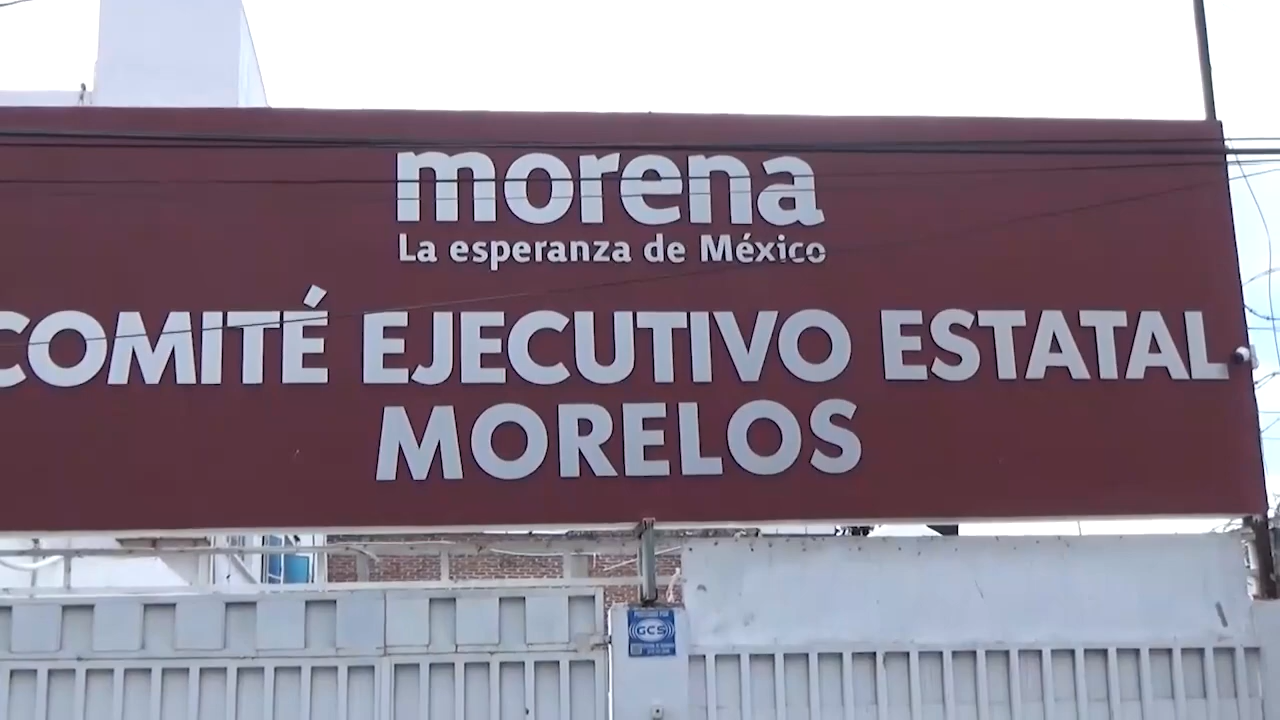 morena
La esperanza de México
COMITÉ EJECUTIVO ESTATAL
MORELOS
GCS